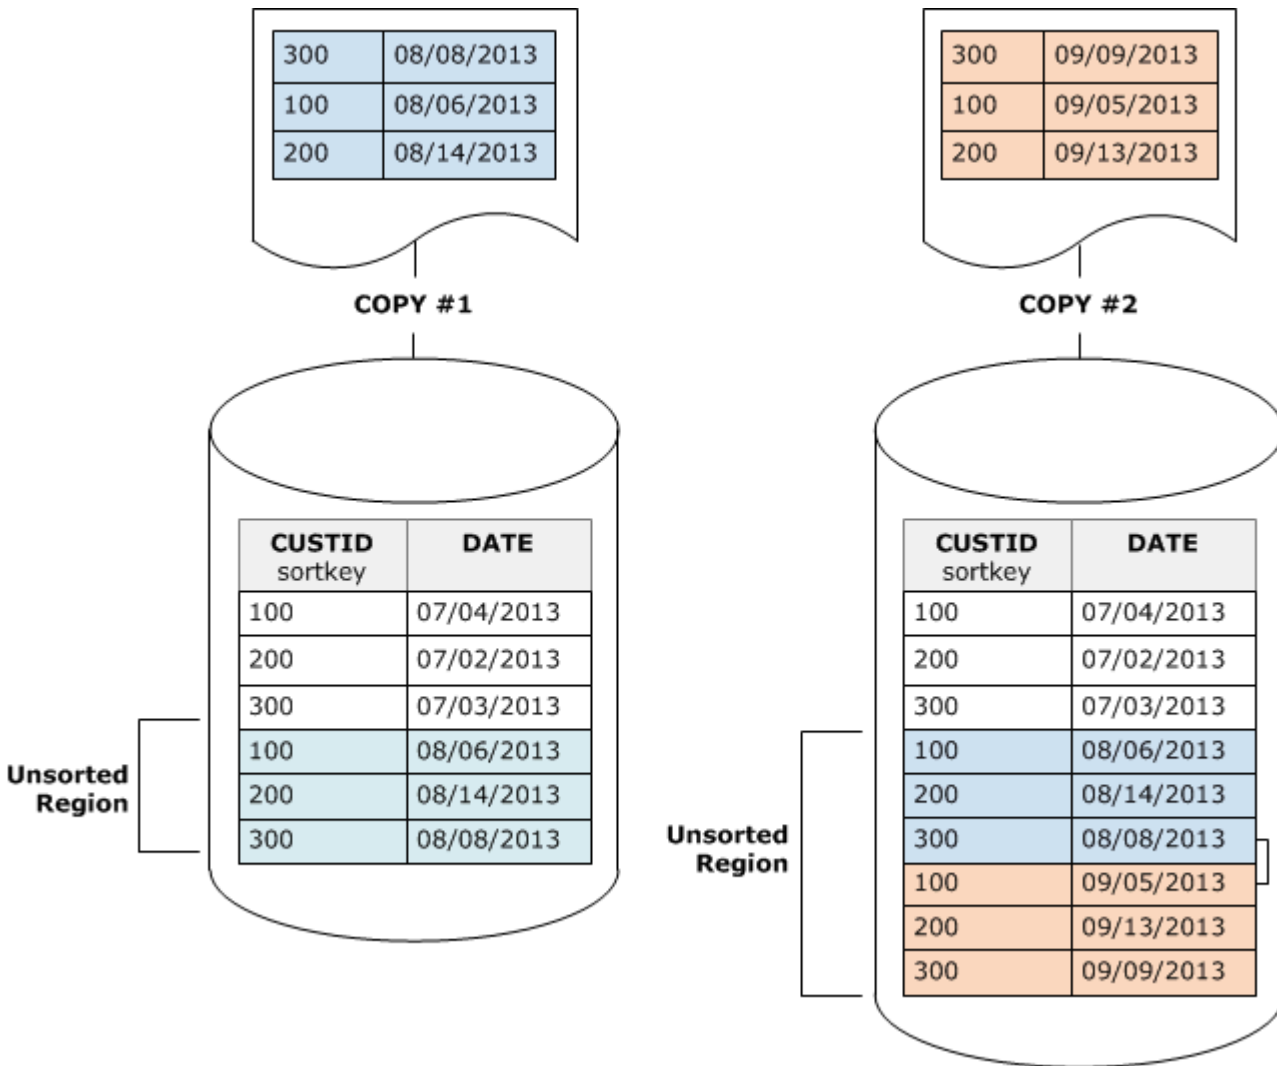 300 08/08/2013
100 08/06/2013
200 08/14/2013
COPY #1
CUSTID DATE
sortkey
100 07/04/2013
200 07/02/2013
300 07/03/2013
100 08/06/2013
200 08/14/2013
300 08/08/2013
Unsorted
Region
300 09/09/2013
100 09/05/2013
200 09/13/2013
COPY #2
CUSTID DATE
sortkey
100 07/04/2013
200 07/02/2013
300 07/03/2013
100 08/06/2013
200 08/14/2013
300 08/08/2013
100 09/05/2013
200 09/13/2013
300 09/09/2013
Unsorted
Region